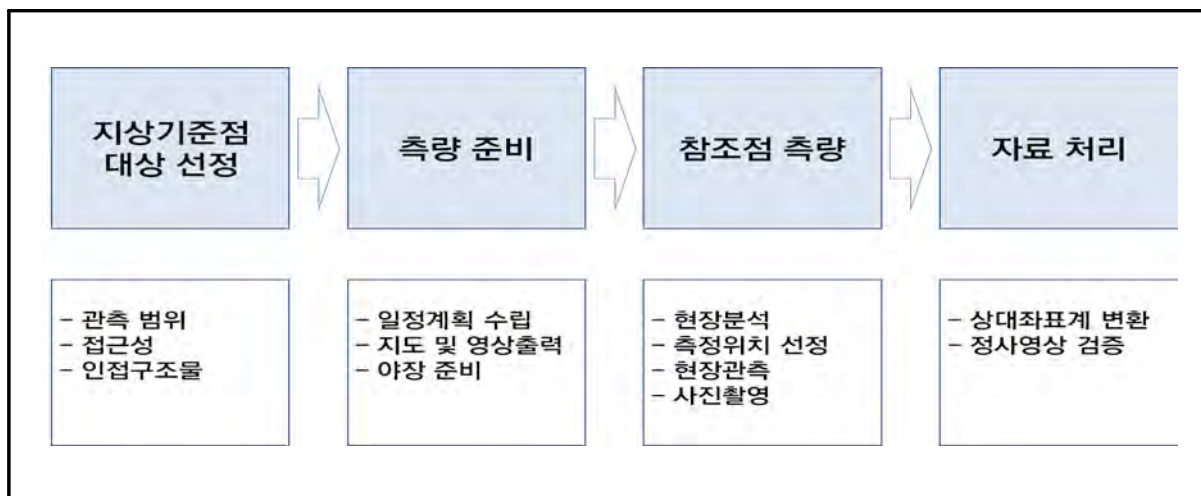 지상기준점
대상 선정
측량 준비
참조점 측량
자료 처리
– 관측 범위
– 접근성
– 인접구조물
– 일정계획 수립
– 지도 및 영상출력
– 야장 준비
– 현장분석
– 측정위치 선정
– 현장관측
– 사진촬영
– 상대좌표계 변환
– 정사영상 검증